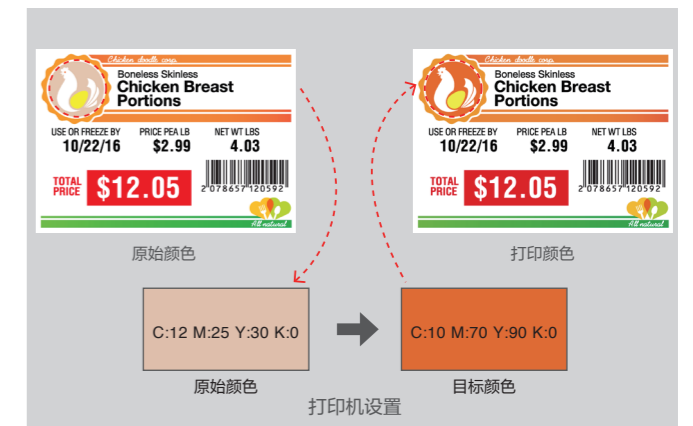 Chicken doodle corp.
Boneless Skinless
Chicken Breast
Portions
USE OR FREEZE BY
10/22/16
PRICE PEA LB
$2.99
NET WT LBS
4.03
TOTAL
PRICE
$12.05
2 078657 120592
All natural
原始颜色
Chicken doodle corp.
Boneless Skinless
Chicken Breast
Portions
USE OR FREEZE BY
10/22/16
PRICE PEA LB
$2.99
NET WT LBS
4.03
TOTAL
PRICE
$12.05
2 078657 120592
All natural
打印颜色
C:12 M:25 Y:30 K:0
原始颜色
C:10 M:70 Y:90 K:0
目标颜色
打印机设置